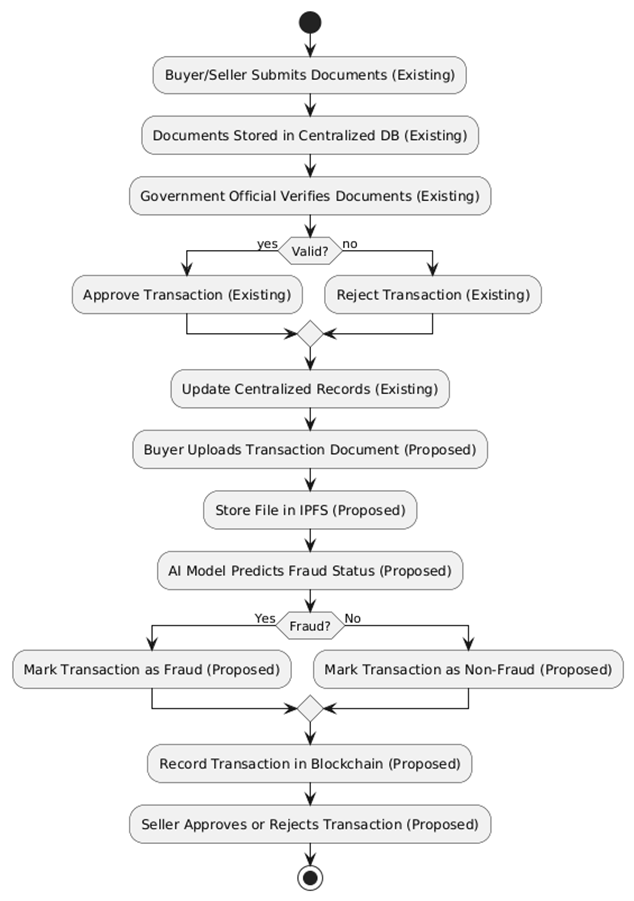 Buyer/Seller Submits Documents (Existing)
Documents Stored in Centralized DB (Existing)
Government Official Verifies Documents (Existing)
yes
Valid?
no
Approve Transaction (Existing)
Reject Transaction (Existing)
Update Centralized Records (Existing)
Buyer Uploads Transaction Document (Proposed)
Store File in IPFS (Proposed)
AI Model Predicts Fraud Status (Proposed)
Yes
Fraud?
No
Mark Transaction as Fraud (Proposed)
Mark Transaction as Non-Fraud (Proposed)
Record Transaction in Blockchain (Proposed)
Seller Approves or Rejects Transaction (Proposed)